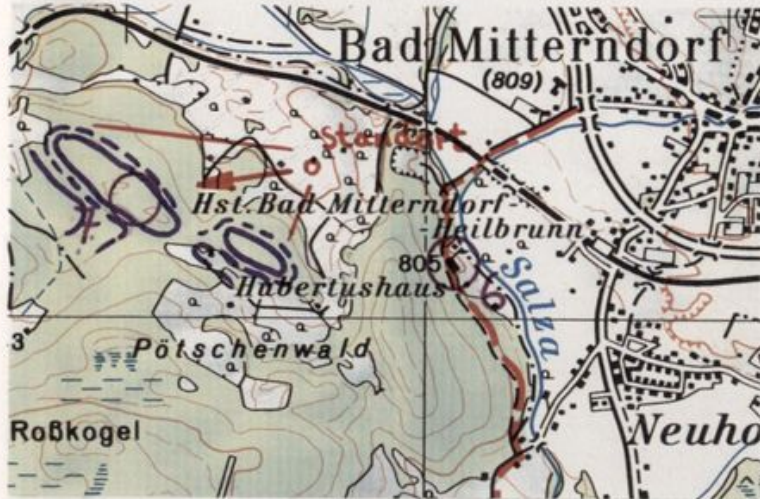 Bad Mitterndorf
(809)
Standort
Hst. Bad Mitterndorf-
-Heilbrunn
805
Hubertushaus
Salza
3
Pötschenwald
Roßkogel
Neuho